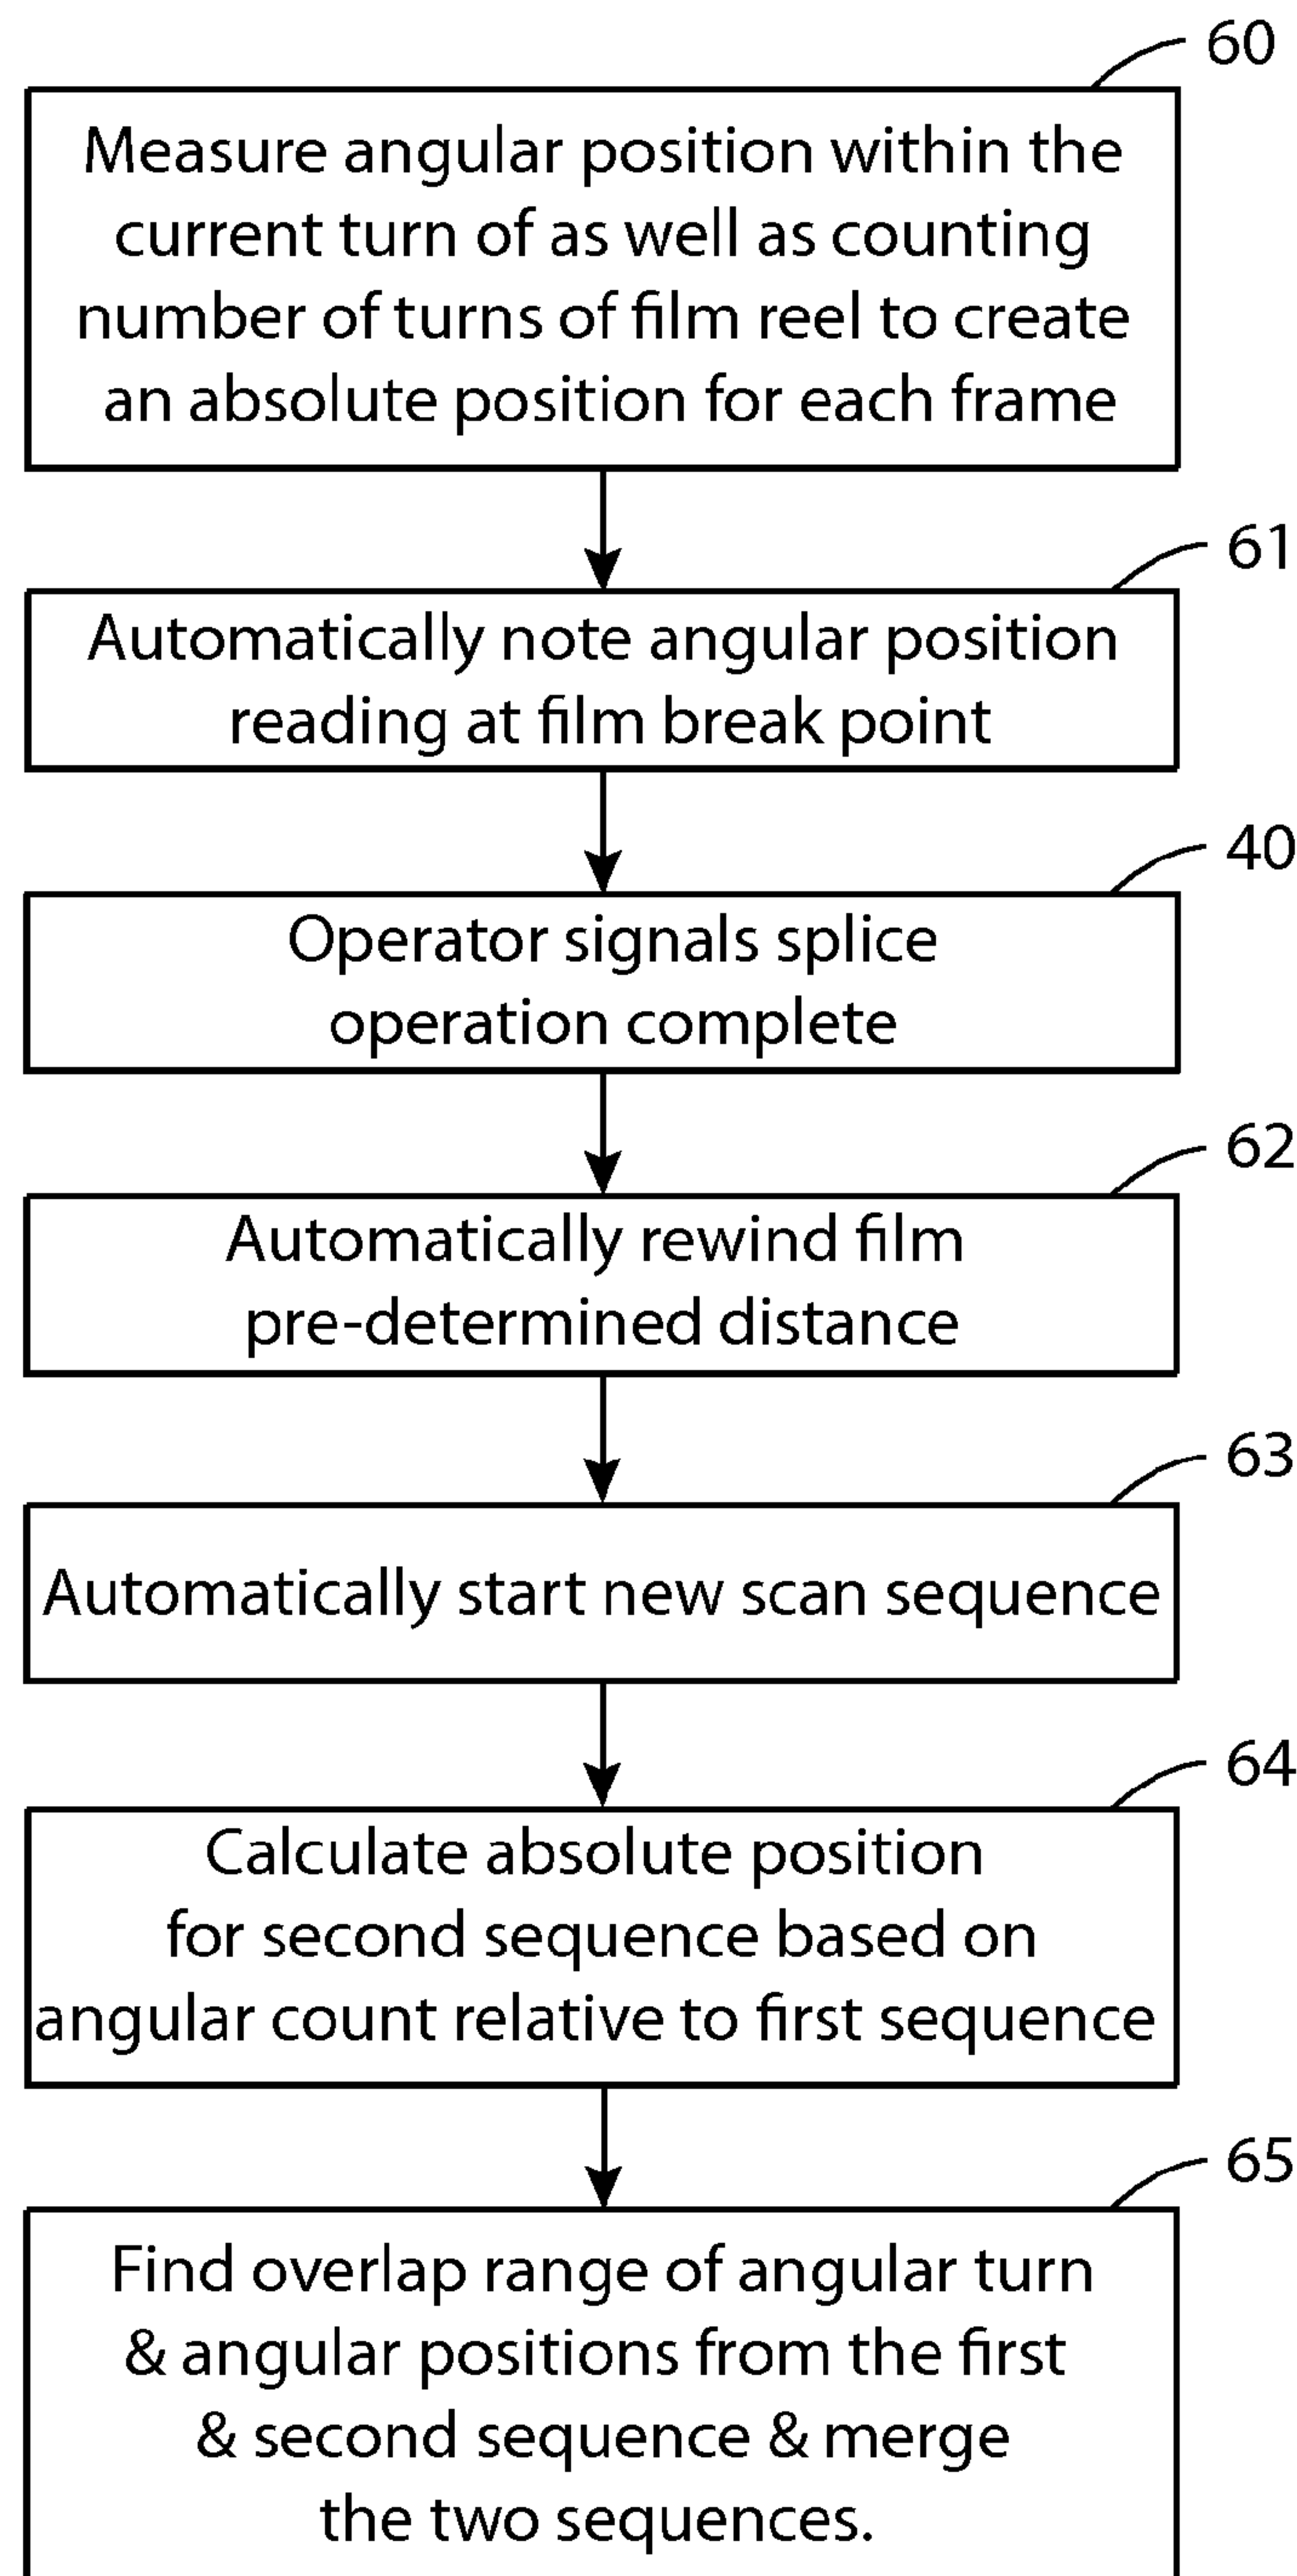 60
Measure angular position within the
current turn of as well as counting
number of turns of film reel to create
an absolute position for each frame
61
Automatically note angular position
reading at film break point
40
Operator signals splice
operation complete
62
Automatically rewind film
pre-determined distance
63
Automatically start new scan sequence
64
Calculate absolute position
for second sequence based on
angular count relative to first sequence
65
Find overlap range of angular turn
& angular positions from the first
& second sequence & merge
the two sequences.